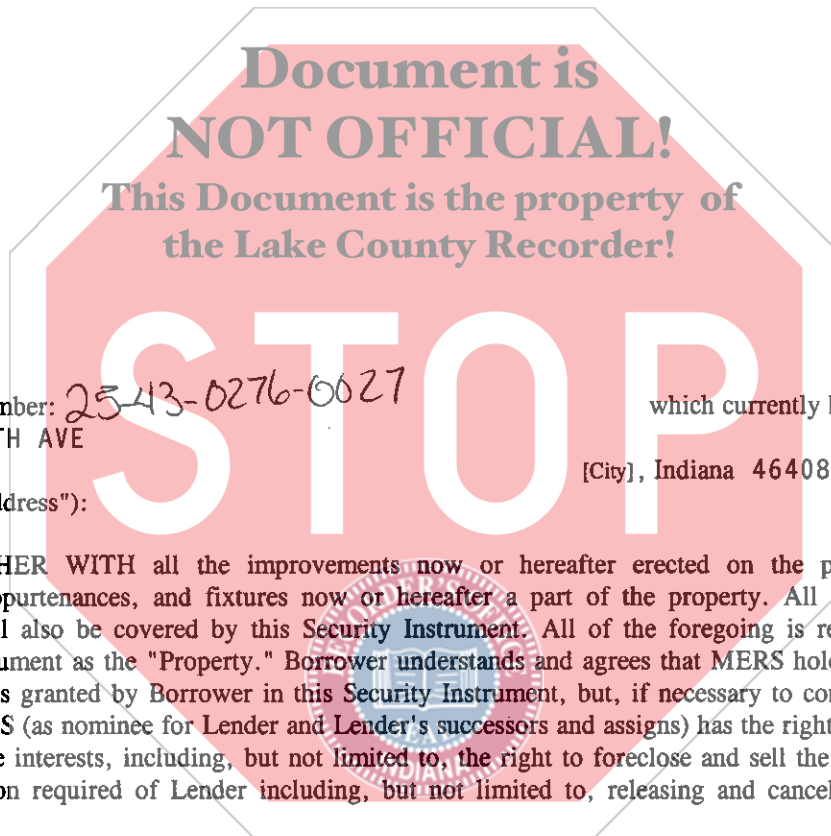 Document is
NOT OFFICIAL!
This Document is the property of
the Lake County Recorder!
STOP
mber: 25-43-0276-0027 which currently
TH AVE
[City], Indiana 46408
ddress"):
HER WITH all the improvements now or hereafter erected on the p
ppurtenances, and fixtures now or hereafter a part of the property. All
l also be covered by this Security Instrument. All of the foregoing is re
ument as the "Property." Borrower understands and agrees that MERS hol
s granted by Borrower in this Security Instrument, but, if necessary to co
S (as nominee for Lender and Lender's successors and assigns) has the right
e interests, including, but not limited to, the right to foreclose and sell the
on required of Lender including, but not limited to, releasing and cancel
RECORDER'S
SEAL
INDIANA